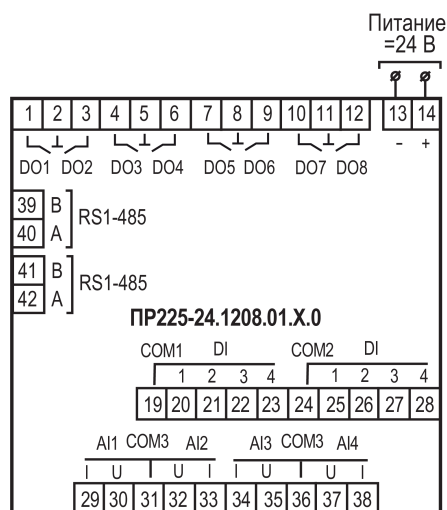 Питание
=24 В
1 2 3 4 5 6 7 8 9 10 11 12 13 14
- +
DO1 DO2 DO3 DO4 DO5 DO6 DO7 DO8
39 B
40 A
RS1-485
41 B
42 A
RS1-485
ПР225-24.1208.01.X.0
COM1 DI COM2 DI
1 2 3 4 1 2 3 4
19 20 21 22 23 24 25 26 27 28
AI1 COM3 AI2 AI3 COM3 AI4
I U U I I U U I
29 30 31 32 33 34 35 36 37 38